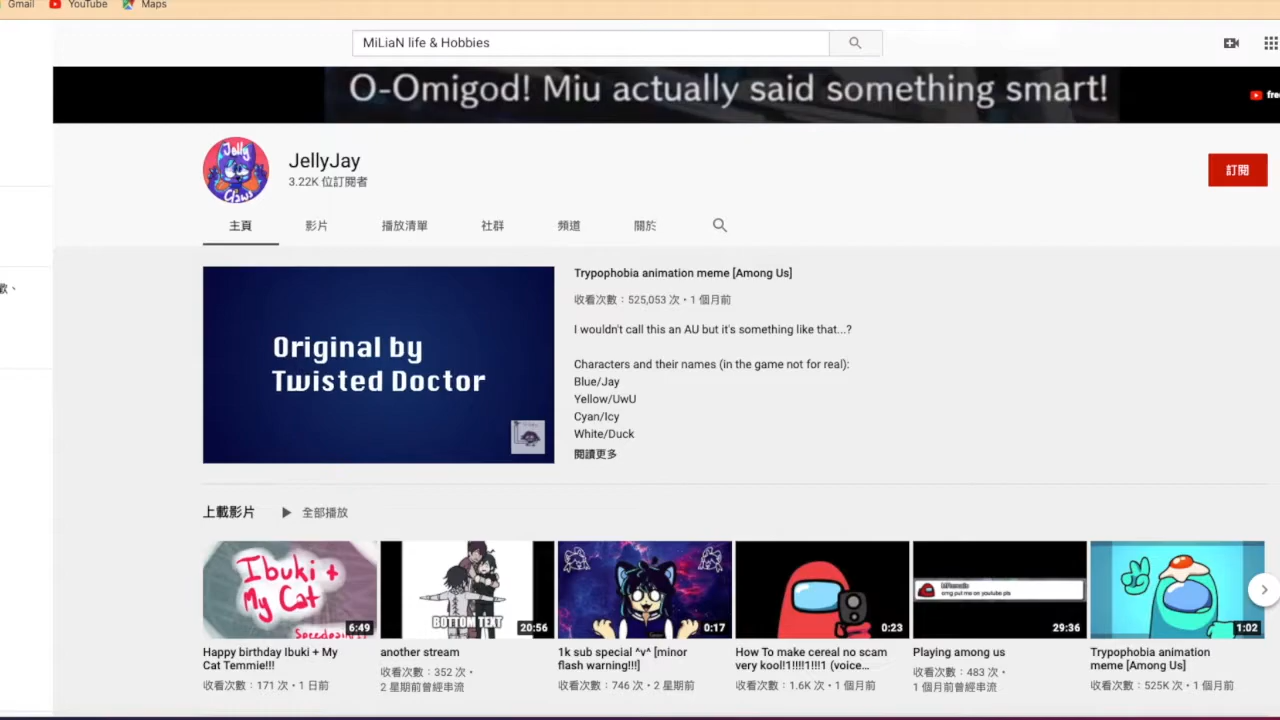 Gmail
YouTube
Maps
MiLiaN life & Hobbies
O-Omigod! Miu actually said something smart!
fre
Jelly
Claws
JellyJay
3.22K 位訂閱者
訂閱
主頁
影片
播放清單
社群
頻道
關於
歡、
Original by
Twisted Doctor
Trypophobia animation meme [Among Us]
收看次數：525,053 次・1 個月前
I wouldn't call this an AU but it's something like that...?
Characters and their names (in the game not for real):
Blue/Jay
Yellow/UwU
Cyan/Icy
White/Duck
閱讀更多
上載影片
全部播放
Ibuki +
My Cat
6:49
BOTTOM TEXT
20:56
0:17
0:23
omg put me on youtube pls
29:36
1:02
Happy birthday Ibuki + My
Cat Temmie!!!
收看次數：171 次・1 日前
another stream
收看次數：352 次・
2 星期前曾經串流
1k sub special ^v^ [minor
flash warning!!!]
收看次數：746 次・2 星期前
How To make cereal no scam
very kool!1!!!1!!!1 (voice...
收看次數：1.6K 次・1 個月前
Playing among us
收看次數：483 次・
1 個月前曾經串流
Trypophobia animation
meme [Among Us]
收看次數：525K 次・1 個月前